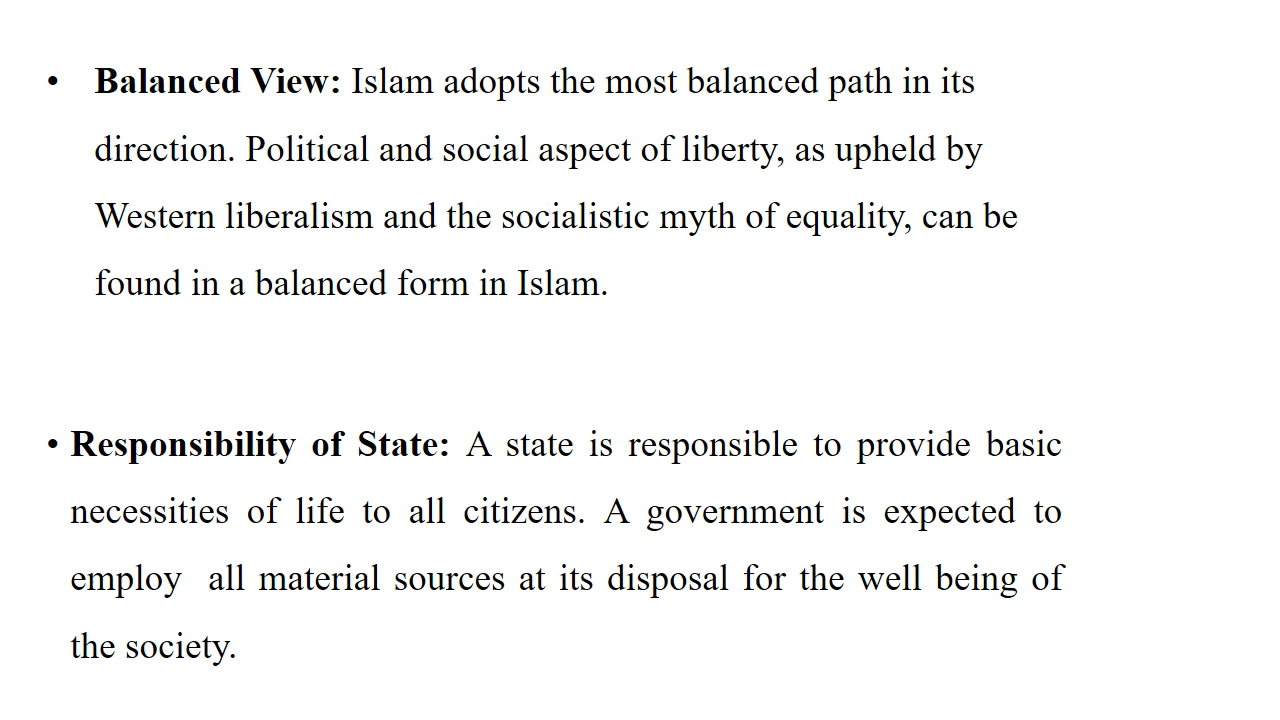 • Balanced View: Islam adopts the most balanced path in its
direction. Political and social aspect of liberty, as upheld by
Western liberalism and the socialistic myth of equality, can be
found in a balanced form in Islam.
• Responsibility of State: A state is responsible to provide basic
necessities of life to all citizens. A government is expected to
employ  all material sources at its disposal for the well being of
the society.